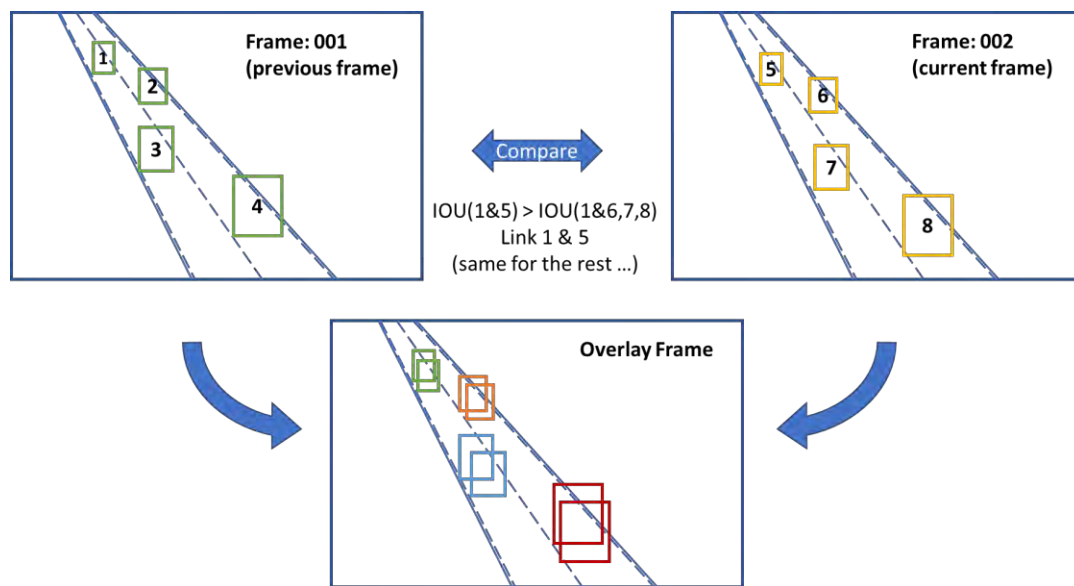 Frame: 001
(previous frame)
1
2
3
4
Compare
IOU(1&5) > IOU(1&6,7,8)
Link 1 & 5
(same for the rest ...)
Frame: 002
(current frame)
5
6
7
8
Overlay Frame